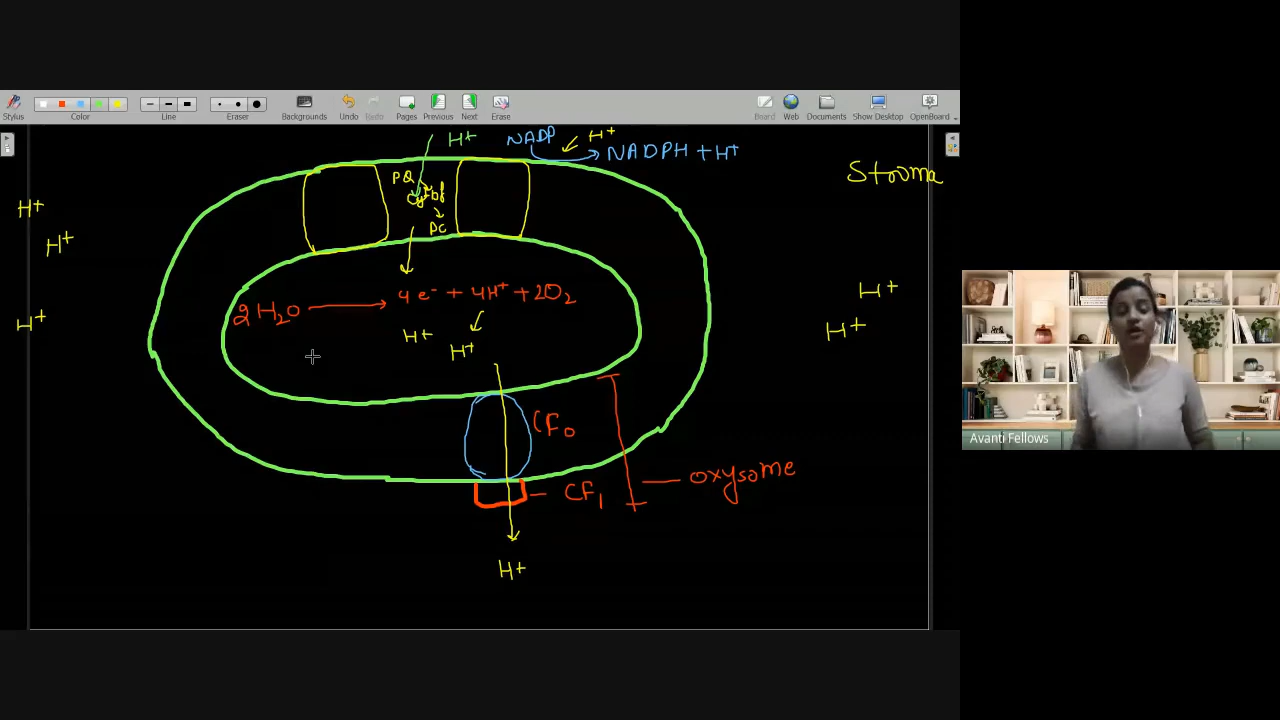 Stylus
Color
Line
Eraser
Backgrounds
Undo
Redo
Pages
Previous
Next
Erase
Board
Web
Documents
Show Desktop
OpenBoard
H+
NADP
H+
NADPH + H+
Stroma
PQ
Cytbf
PC
H+
H+
H+
2H₂O → 4e⁻ + 4H⁺ + 2O₂
H+
H+
H+
H+
CF₀
CF₁
oxysome
H+
Avanti Fellows